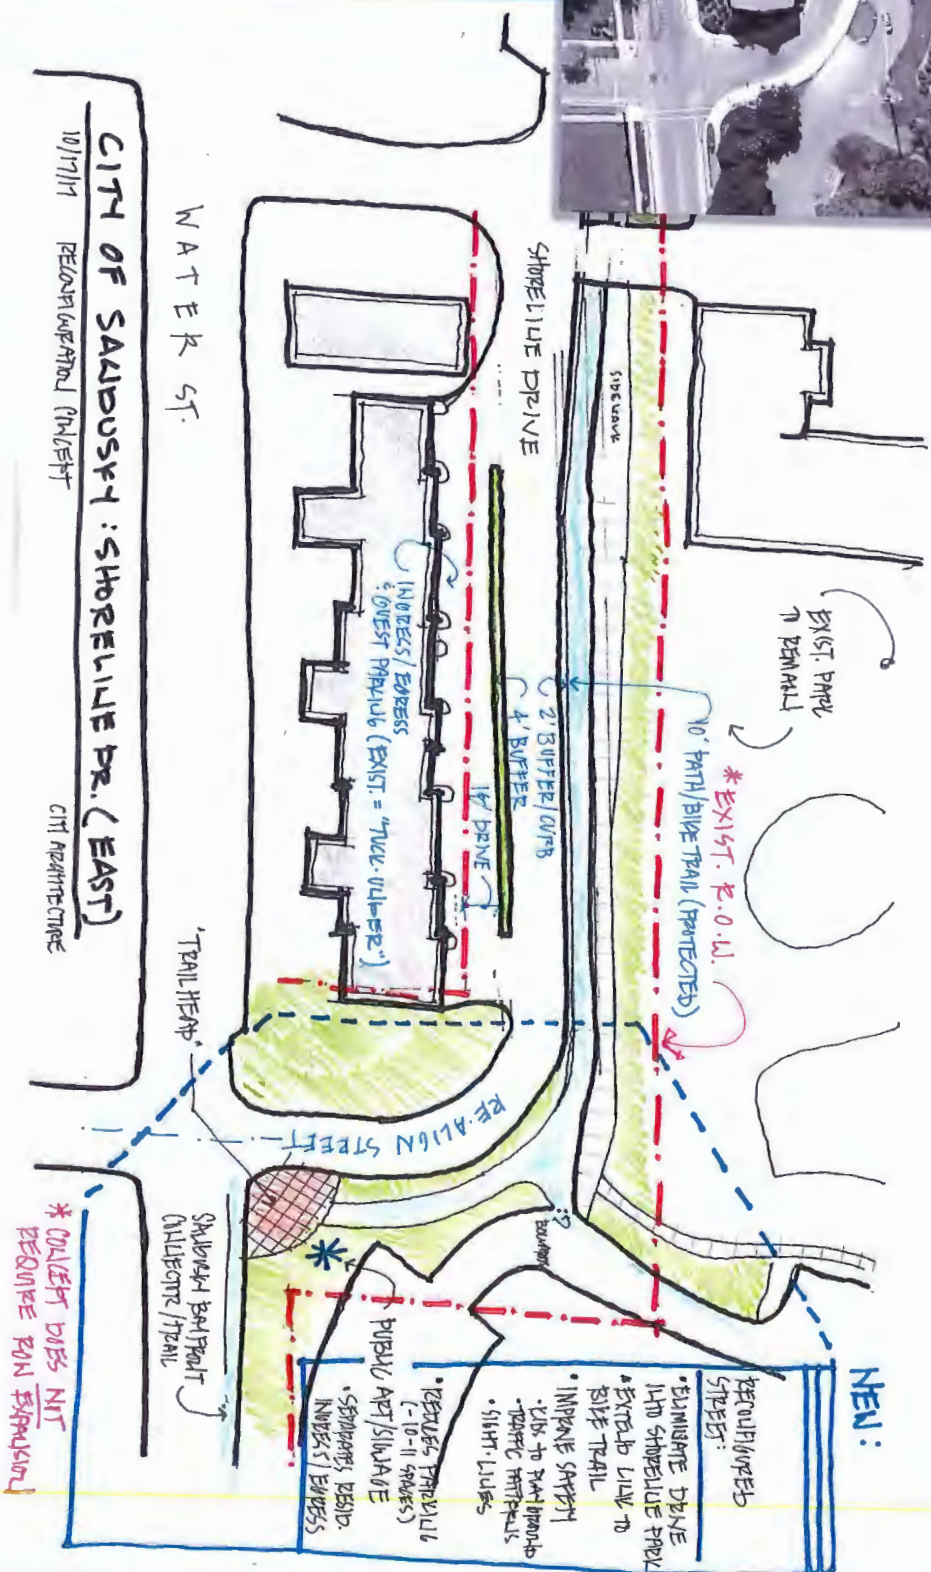 CITY OF SANDUSKY: SHORELINE DR. (EAST)
10/17/17 RECONFIGURATION CONCEPT
CITY ARCHITECTURE
WATER ST.
SHORELINE DRIVE
SIDEWALK
EXIST. PARK
TO REMAIN
* EXIST. R.O.W.
10' PATH/BIKE TRAIL (PROTECTED)
2' BUFFER/CURB
4' BUFFER
16' DRIVE
INGRESS/EGRESS
& GUEST PARKING (EXIST. = "TUCK-UNDER")
"TRAILHEAD"
RE-ALIGN STREET
SANDUSKY BAYFRONT
CONNECTOR/TRAIL
PUBLIC ART/SIGNAGE
* CONCEPT DOES NOT
REQUIRE ROW EXPANSION
NEW:
RECONFIGURED
STREET:
• ELIMINATE DRIVE
INTO SHORELINE PARK
• EXTEND LINK TO
BIKE TRAIL
• IMPROVE SAFETY
TRAFFIC PATTERNS
• SIGHT-LINES
• REDUCES PARKING
(~10-11 SPACES)
• SEPARATES RESID.
INGRESS/EGRESS